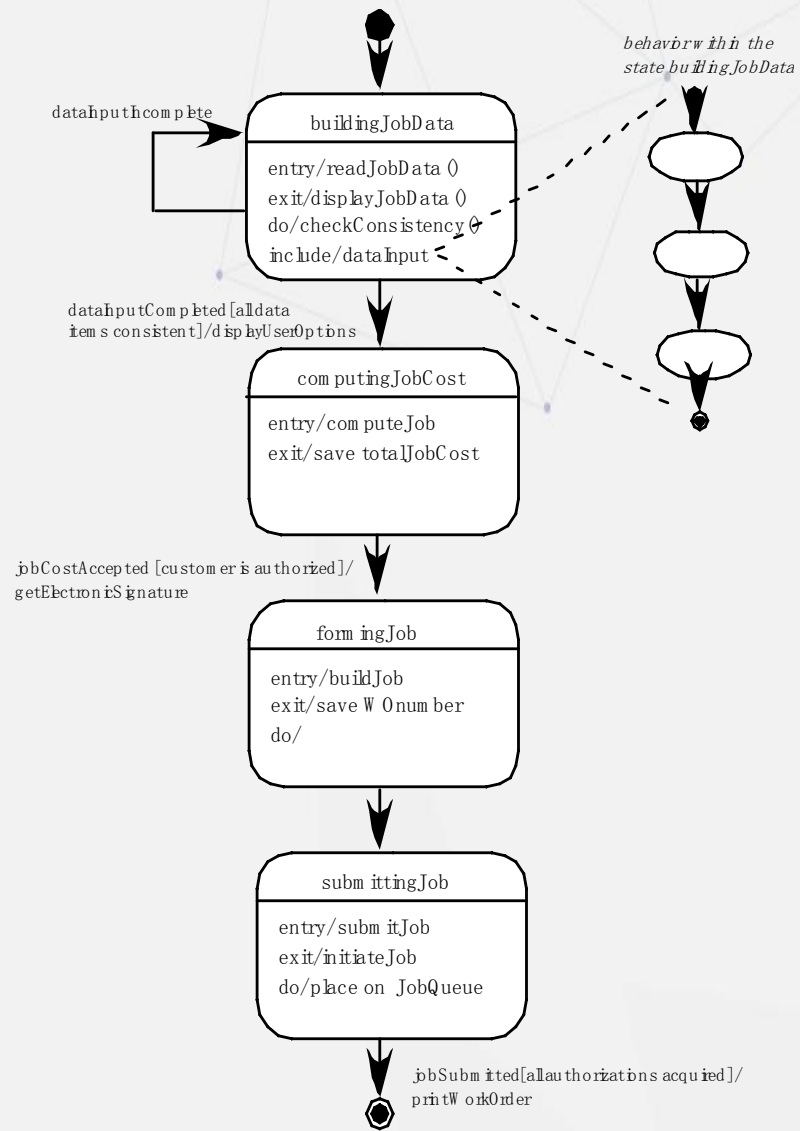 behavior within the
state buildingJobData
dataInputIncomplete
buildingJobData
entry/readJobData ()
exit/displayJobData ()
do/checkConsistency ()
include/dataInput
dataInputCompleted [all data
items consistent]/displayUserOptions
computingJobCost
entry/computeJob
exit/save totalJobCost
jobCostAccepted [customer is authorized]/
getElectronicSignature
formingJob
entry/buildJob
exit/save WOnumber
do/
submittingJob
entry/submitJob
exit/initiateJob
do/place on JobQueue
jobSubmitted [all authorizations acquired]/
printWorkOrder